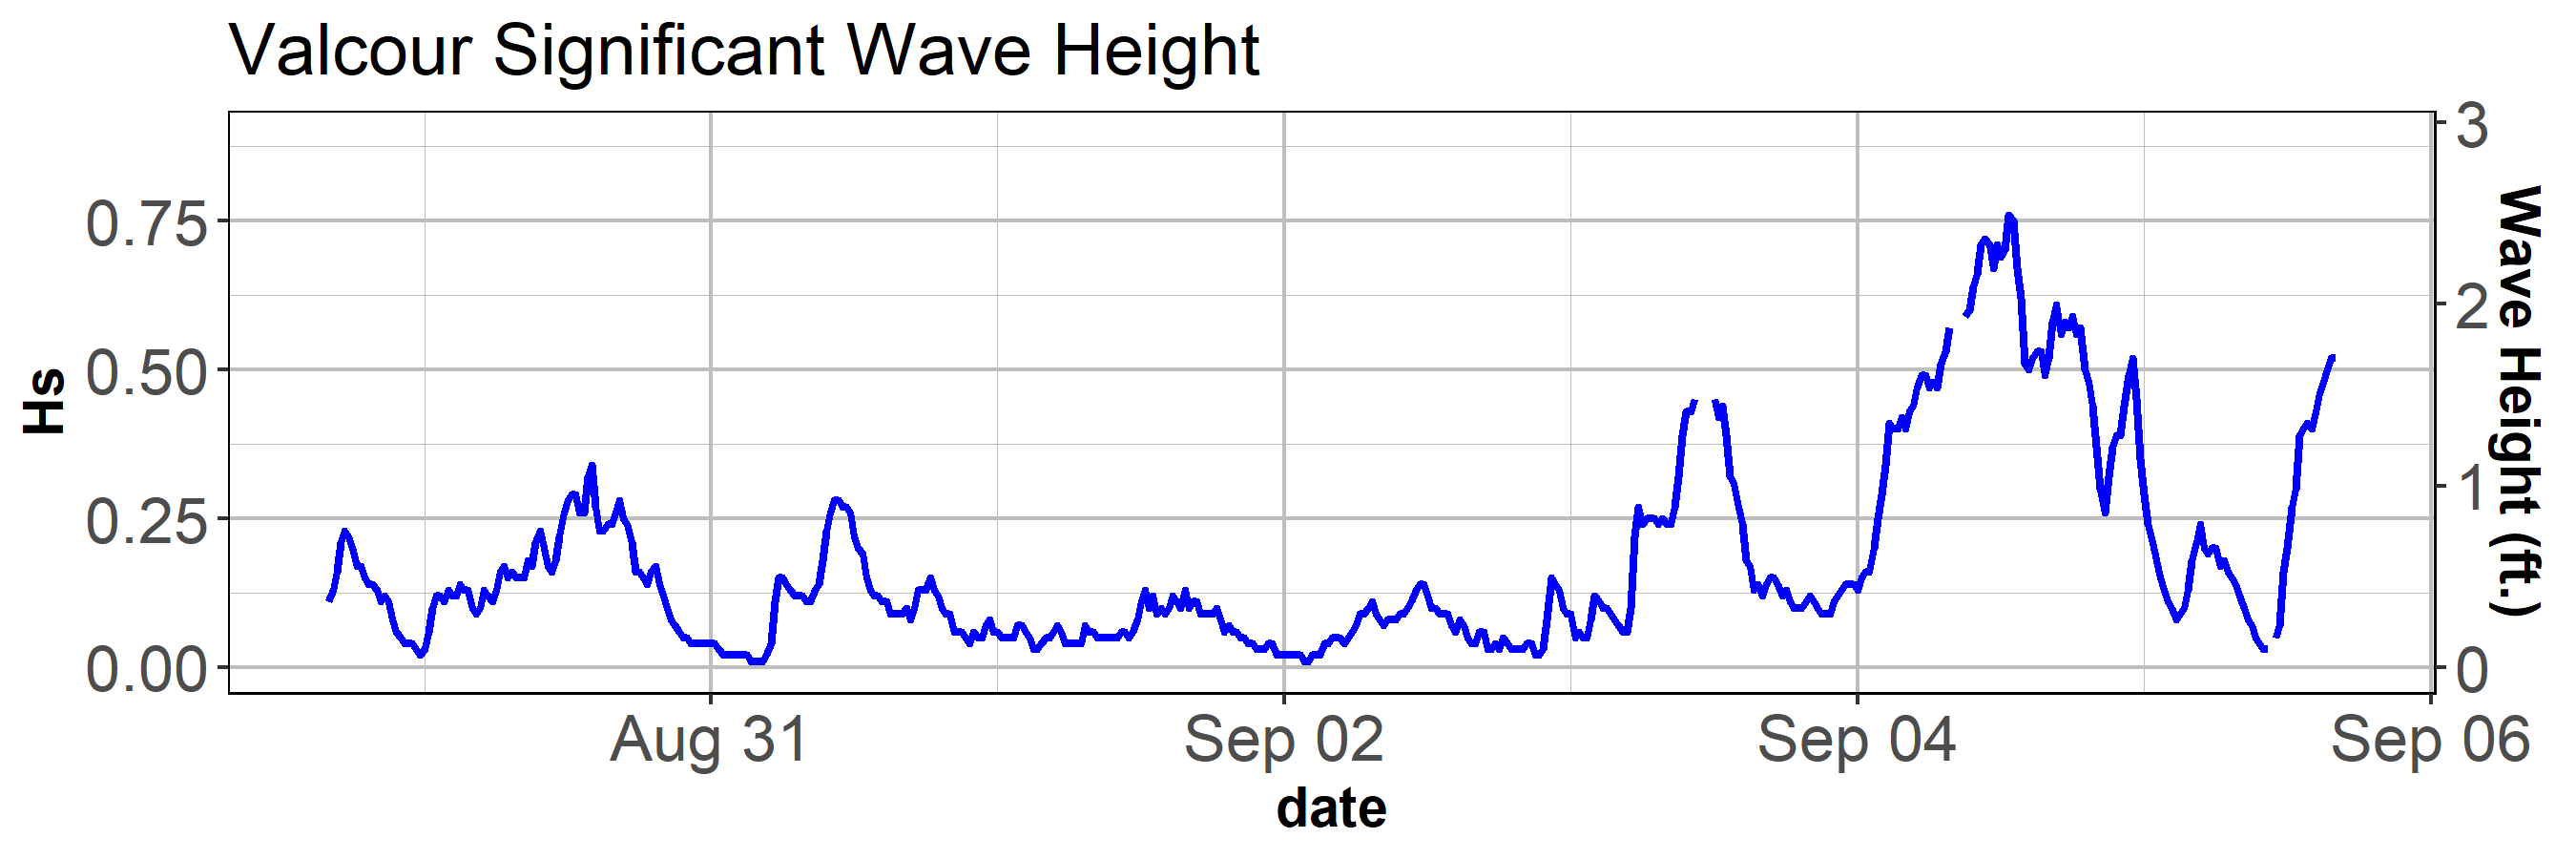 Valcour Significant Wave Height
Hs
0.75
0.50
0.25
0.00
3
2
1
0
Wave Height (ft.)
Aug 31
Sep 02
Sep 04
Sep 06
date